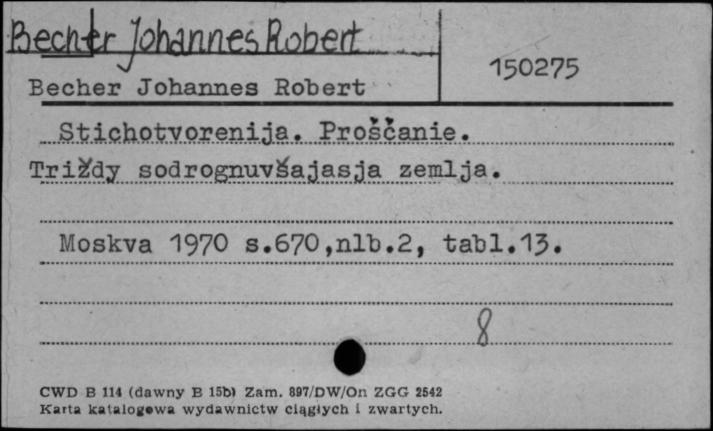 Becher Johannes Robert
150275
Becher Johannes Robert
Stichotvorenija. Proščanie.
Triždy sodrognuvšajasja zemlja.
Moskva 1970 s.670,nlb.2, tabl.13.
8
CWD B 114 (dawny B 15b) Zam. 897/DW/On ZGG 2542
Karta katalogowa wydawnictw ciągłych i zwartych.